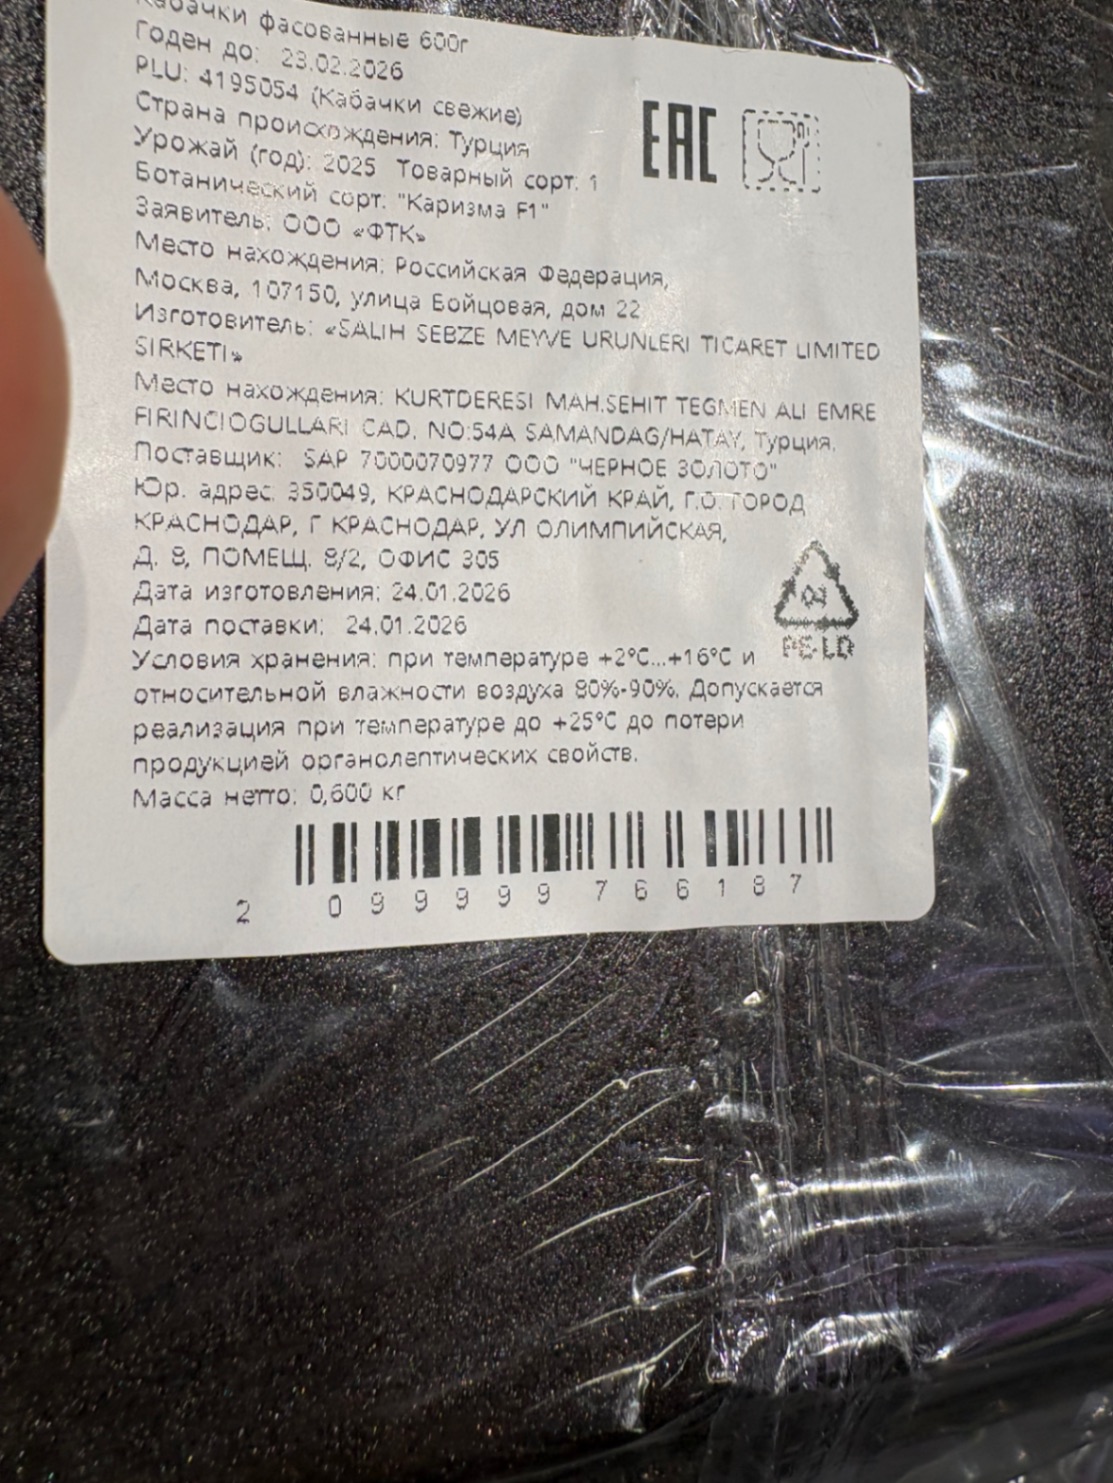 Кабачки фасованные 600г
Годен до: 23.02.2026
PLU: 4195054 (Кабачки свежие)
Страна происхождения: Турция
Урожай (год): 2025 Товарный сорт: 1
Ботанический сорт: "Каризма F1"
Заявитель: ООО «ФТК»
Место нахождения: Российская Федерация,
Москва, 107150, улица Бойцовая, дом 22
Изготовитель: «SALIH SEBZE MEYVE URUNLERI TICARET LIMITED
SIRKETI»
Место нахождения: KURTDERESI MAH.SEHIT TEGMEN ALI EMRE
FIRINCIOGULLARI CAD. NO:54A SAMANDAG/HATAY, Турция.
Поставщик: SAP 7000070977 ООО "ЧЕРНОЕ ЗОЛОТО"
Юр. адрес: 350049, КРАСНОДАРСКИЙ КРАЙ, Г.О. ГОРОД
КРАСНОДАР, Г КРАСНОДАР, УЛ ОЛИМПИЙСКАЯ,
Д. 8, ПОМЕЩ. 8/2, ОФИС 305
Дата изготовления: 24.01.2026
Дата поставки: 24.01.2026
Условия хранения: при температуре +2°С...+16°С и
относительной влажности воздуха 80%-90%. Допускается
реализация при температуре до +25°С до потери
продукцией органолептических свойств.
Масса нетто: 0,600 кг
EAC
04
PE-LD
2 099999 766187